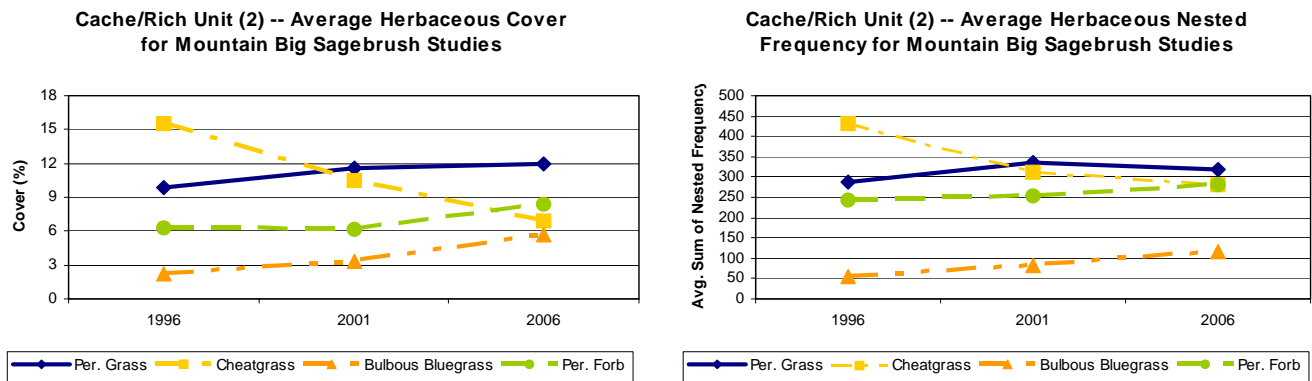 Cache/Rich Unit (2) -- Average Herbaceous Cover
for Mountain Big Sagebrush Studies
Cover (%)
18
15
12
9
6
3
0
1996 2001 2006
Per. Grass Cheatgrass Bulbous Bluegrass Per. Forb
Cache/Rich Unit (2) -- Average Herbaceous Nested
Frequency for Mountain Big Sagebrush Studies
Avg. Sum of Nested Frequency
500
450
400
350
300
250
200
150
100
50
0
1996 2001 2006
Per. Grass Cheatgrass Bulbous Bluegrass Per. Forb